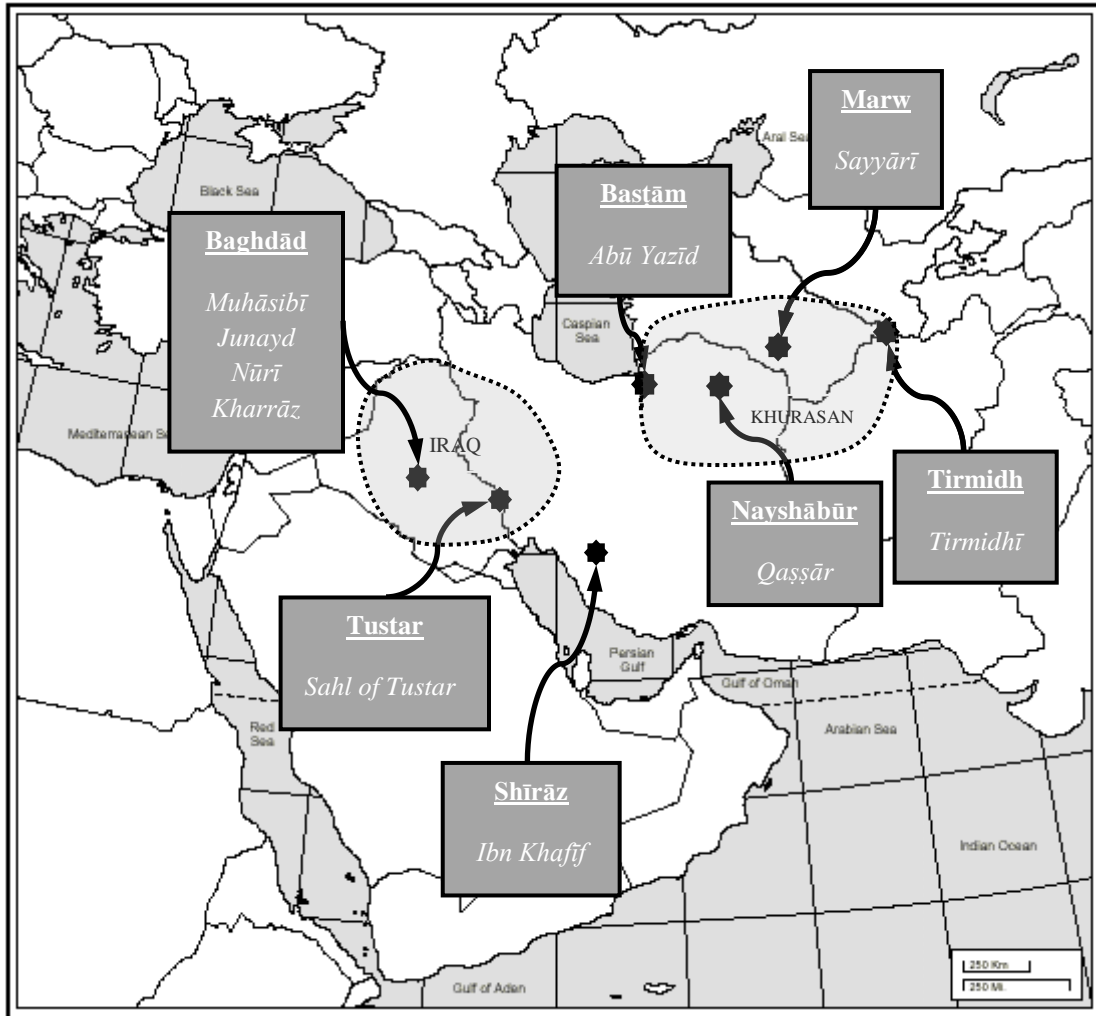 Marw
Sayyārī
Aral Sea
Basṭām
Abū Yazīd
Black Sea
Baghdād
Muhāsibī
Junayd
Nūrī
Kharrāz
Caspian
Sea
KHURASAN
IRAQ
Mediterranean Se
Tirmidh
Tirmidhī
Nayshābūr
Qaṣṣār
Tustar
Sahl of Tustar
Persian
Gulf
Gulf of Oman
Red
Sea
Arabian Sea
Shīrāz
Ibn Khafīf
Indian Ocean
250 Km
250 Mi.
Gulf of Aden